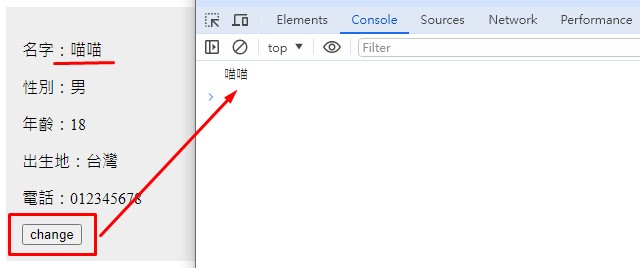 名字：喵喵
性別：男
年齡：18
出生地：台灣
電話：012345678
change
Elements Console Sources Network Performance
top Filter
喵喵